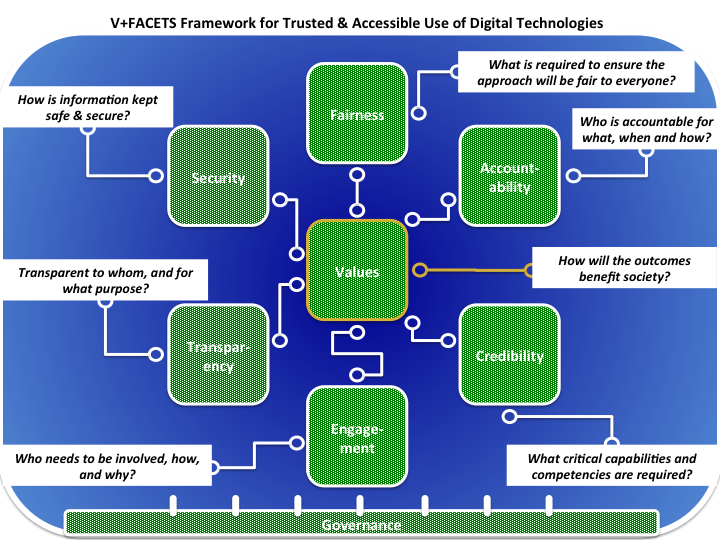 V+FACETS Framework for Trusted & Accessible Use of Digital Technologies
What is required to ensure the
approach will be fair to everyone?
How is information kept
safe & secure?
Fairness
Who is accountable for
what, when and how?
Security
Account-
ability
Values
How will the outcomes
benefit society?
Transparent to whom, and for
what purpose?
Transpar-
ency
Credibility
Engage-
ment
Who needs to be involved, how,
and why?
What critical capabilities and
competencies are required?
Governance